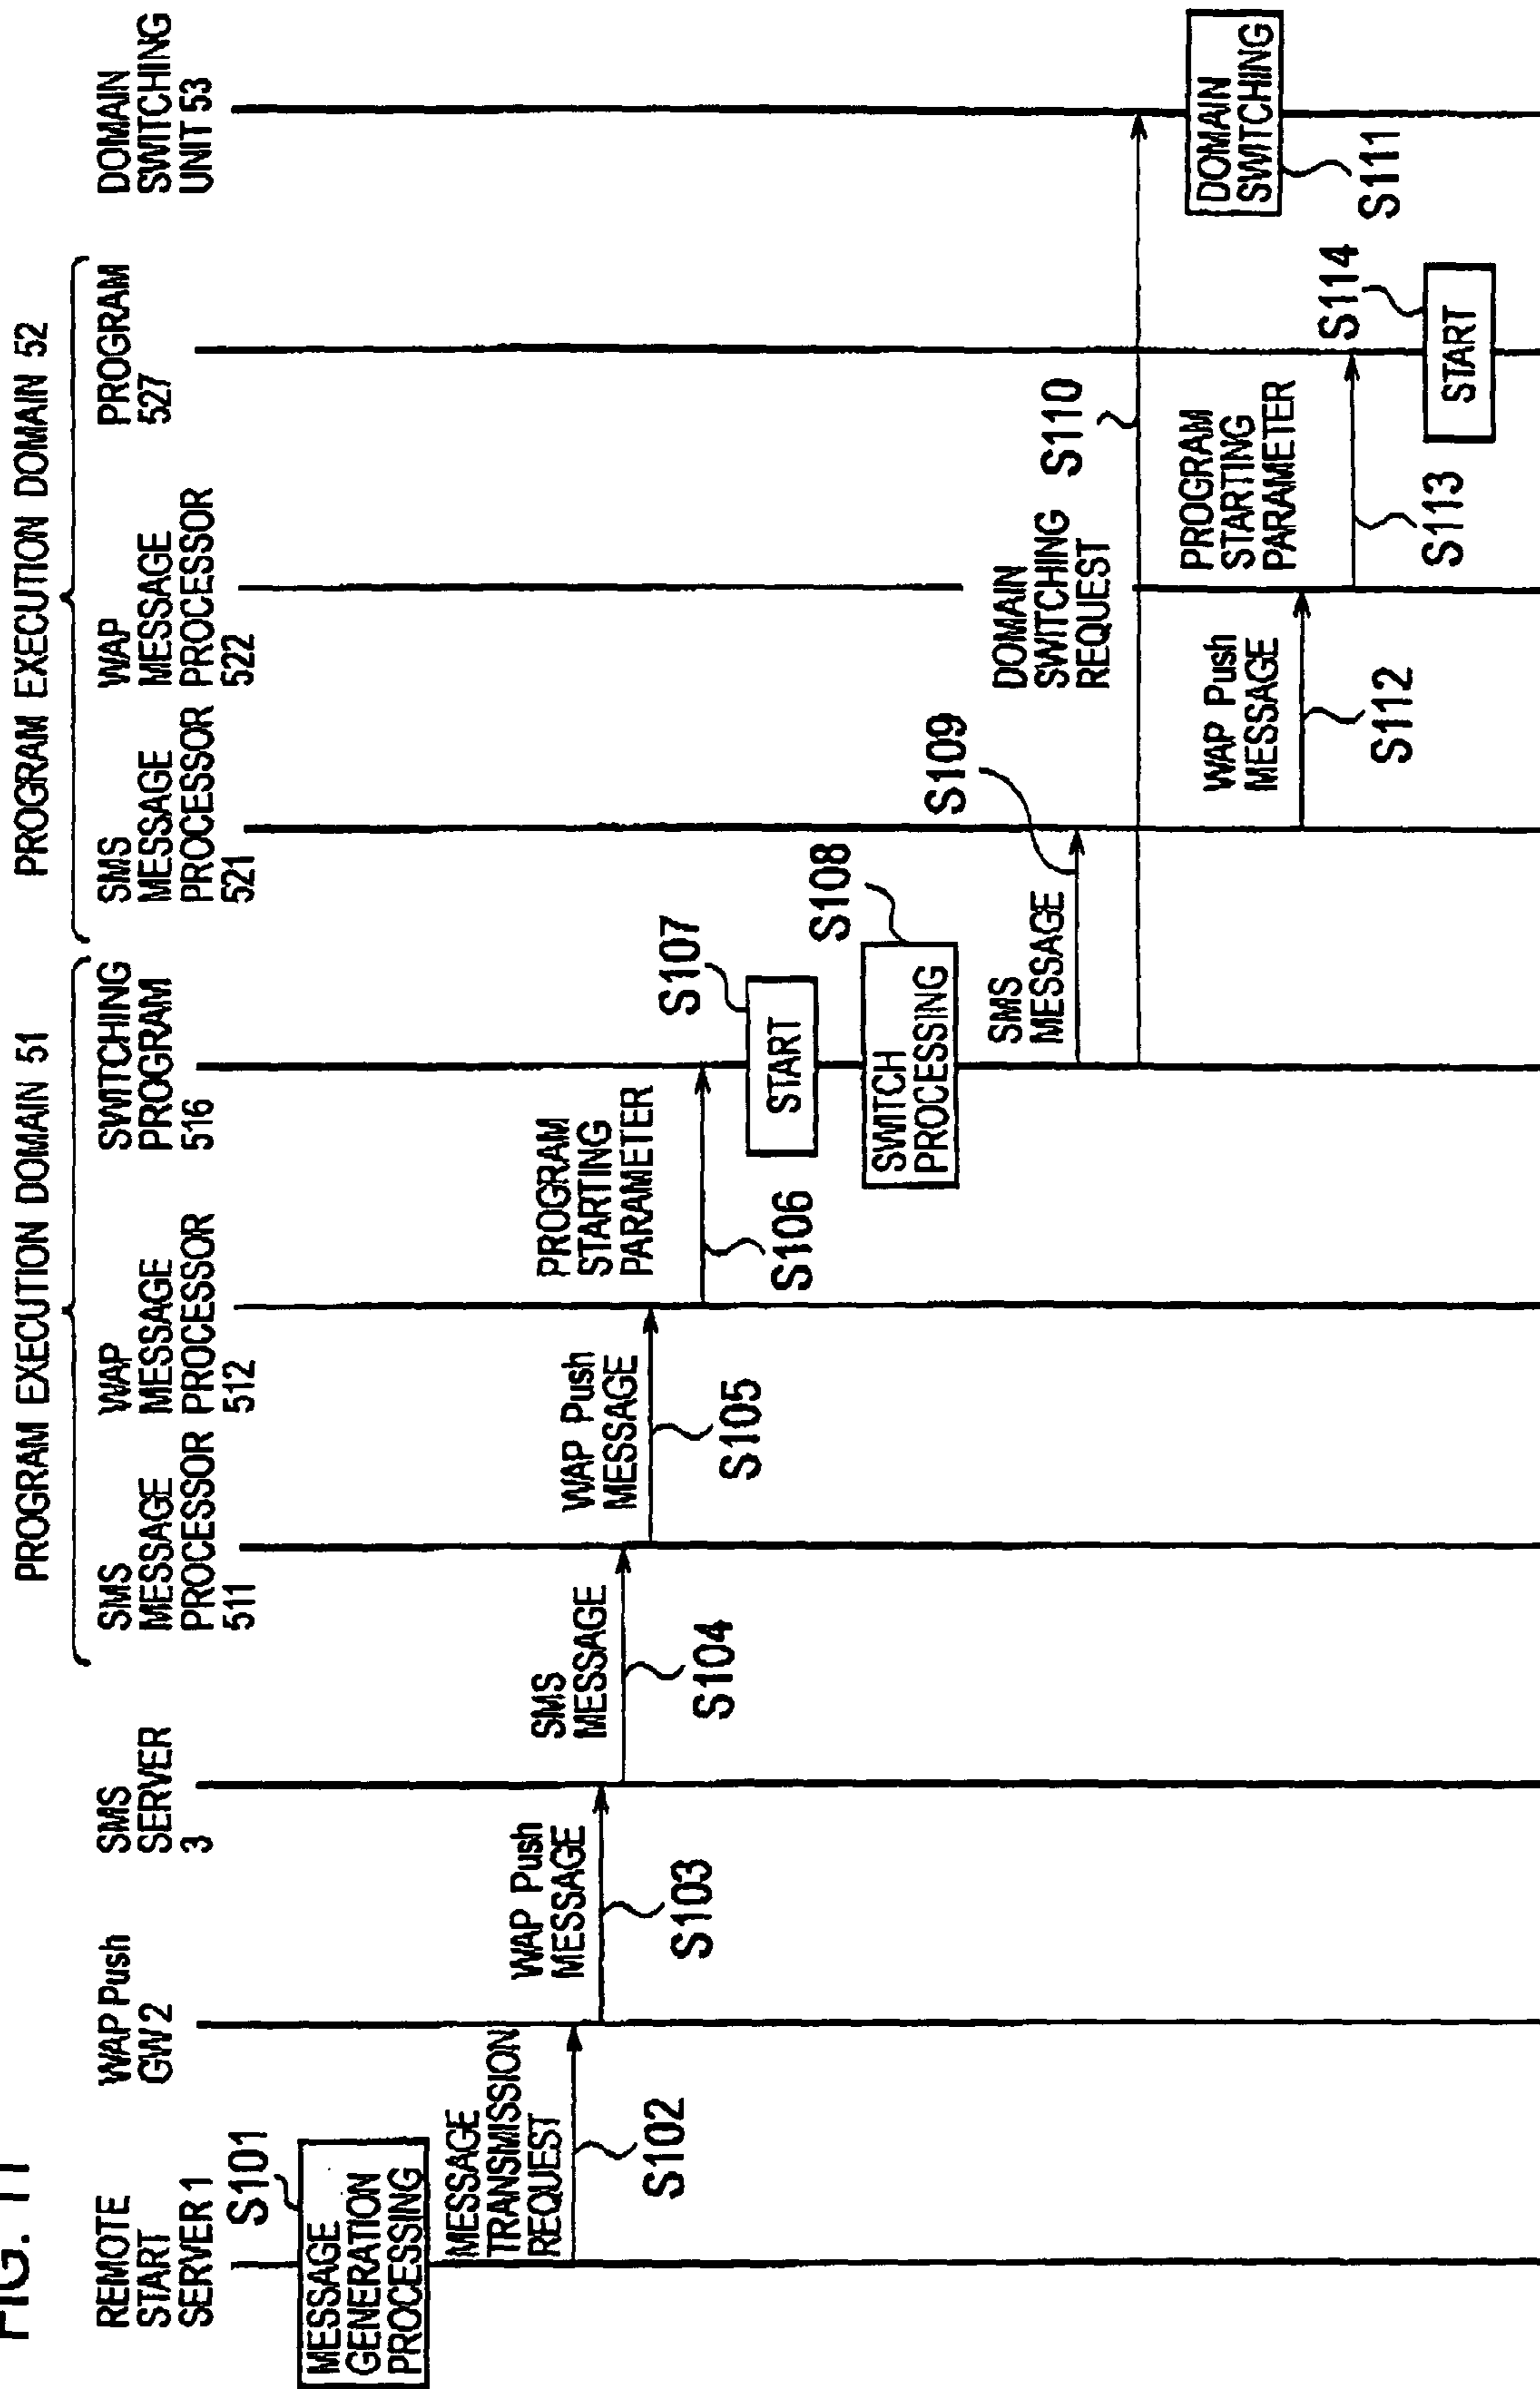 FIG. 11
PROGRAM EXECUTION DOMAIN 51
PROGRAM EXECUTION DOMAIN 52
REMOTE
START
SERVER 1
WAP Push
GW 2
SMS
SERVER
3
SMS
MESSAGE
PROCESSOR
511
WAP
MESSAGE
PROCESSOR
512
SWITCHING
PROGRAM
516
SMS
MESSAGE
PROCESSOR
521
WAP
MESSAGE
PROCESSOR
522
PROGRAM
527
DOMAIN
SWITCHING
UNIT 53
S101
MESSAGE
GENERATION
PROCESSING
MESSAGE
TRANSMISSION
REQUEST
S102
WAP Push
MESSAGE
S103
SMS
MESSAGE
S104
WAP Push
MESSAGE
S105
PROGRAM
STARTING
PARAMETER
S106
S107
START
S108
SWITCH
PROCESSING
SMS
MESSAGE
S109
DOMAIN
SWITCHING
REQUEST
S110
DOMAIN
SWITCHING
S111
WAP Push
MESSAGE
S112
PROGRAM
STARTING
PARAMETER
S113
S114
START